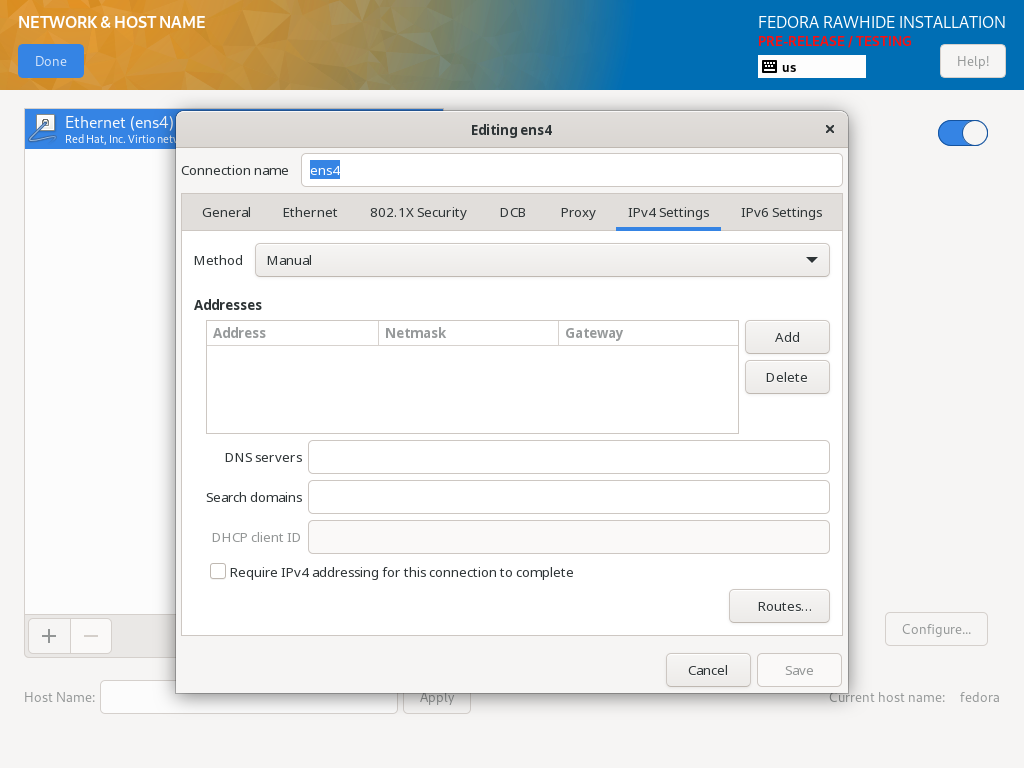 NETWORK & HOST NAME
FEDORA RAWHIDE INSTALLATION
PRE-RELEASE / TESTING
Done
us
Help!
Ethernet (ens4)
Red Hat, Inc. Virtio netw
Editing ens4
Connection name
ens4
General
Ethernet
802.1X Security
DCB
Proxy
IPv4 Settings
IPv6 Settings
Method
Manual
Addresses
Address
Netmask
Gateway
Add
Delete
DNS servers
Search domains
DHCP client ID
Require IPv4 addressing for this connection to complete
Routes...
Cancel
Save
Configure...
Host Name:
Apply
Current host name:
fedora